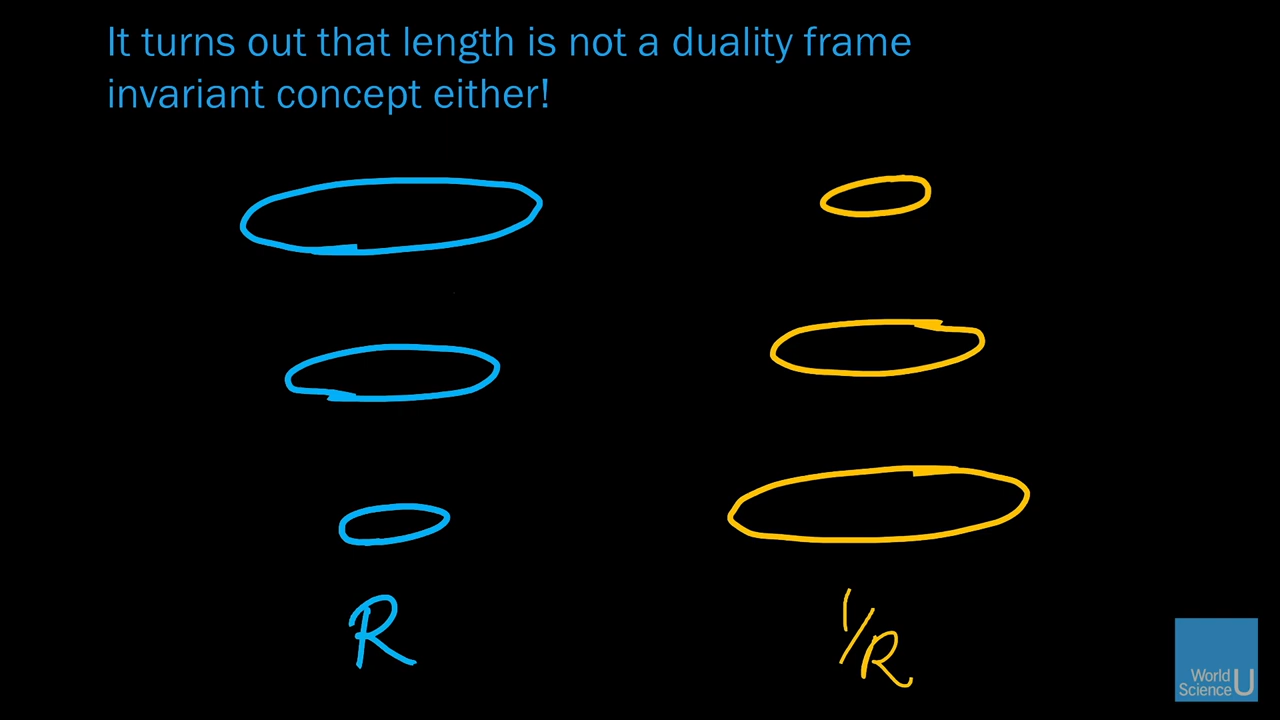 It turns out that length is not a duality frame
invariant concept either!
R
1/R
World
Science U